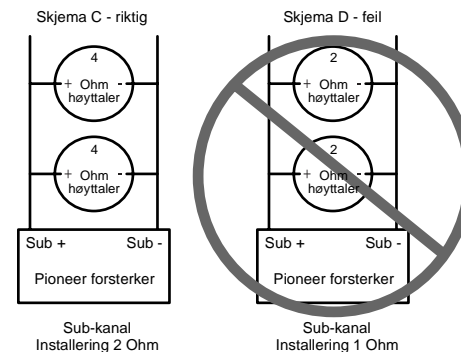 Skjema C - riktig
4
+ Ohm -
høyttaler
4
+ Ohm -
høyttaler
Sub + Sub -
Pioneer forsterker
Sub-kanal
Installering 2 Ohm
Skjema D - feil
2
+ Ohm -
høyttaler
2
+ Ohm -
høyttaler
Sub + Sub -
Pioneer forsterker
Sub-kanal
Installering 1 Ohm